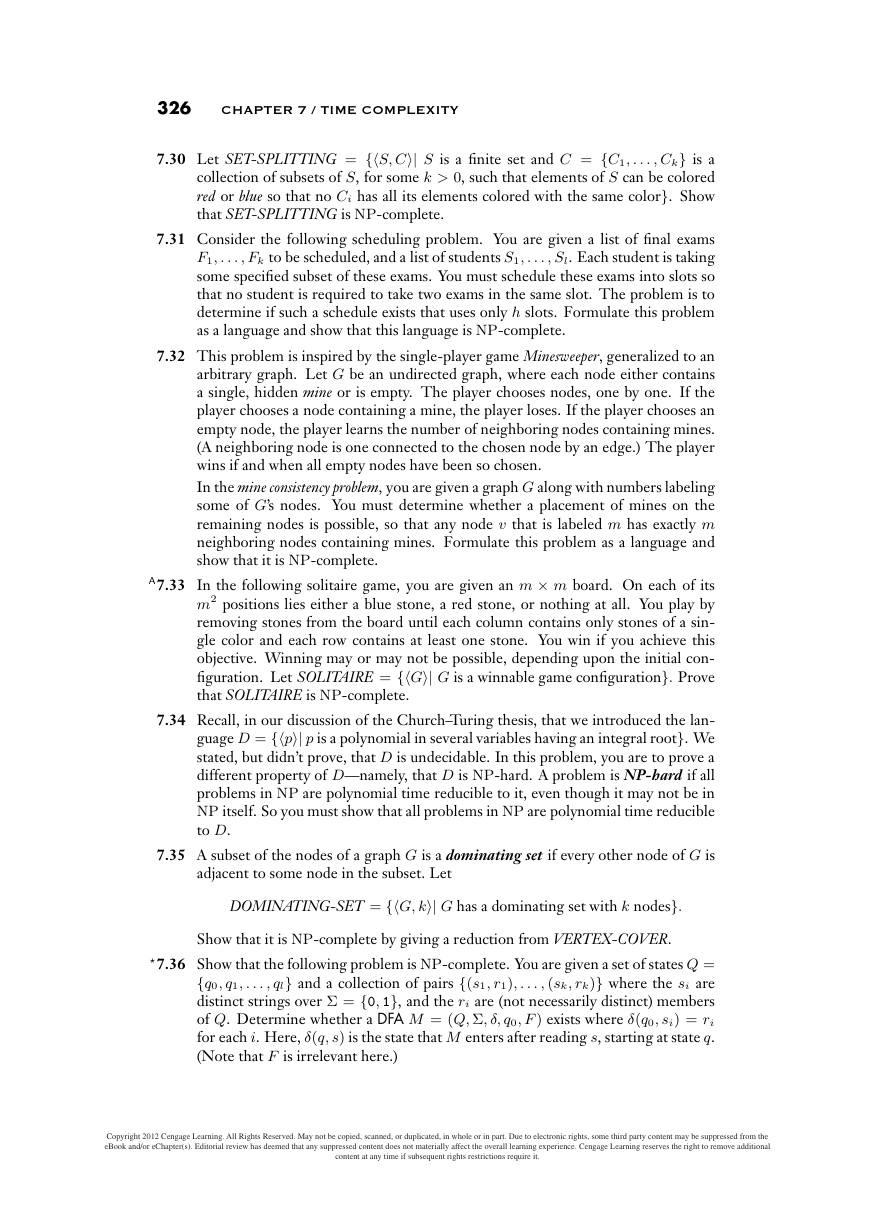 326 CHAPTER 7 / TIME COMPLEXITY
7.30 Let SET-SPLITTING = {⟨S, C⟩| S is a finite set and C = {C₁, . . . , Cₖ} is a
collection of subsets of S, for some k > 0, such that elements of S can be colored
red or blue so that no Cᵢ has all its elements colored with the same color}. Show
that SET-SPLITTING is NP-complete.
7.31 Consider the following scheduling problem. You are given a list of final exams
F₁, . . . , Fₖ to be scheduled, and a list of students S₁, . . . , Sₗ. Each student is taking
some specified subset of these exams. You must schedule these exams into slots so
that no student is required to take two exams in the same slot. The problem is to
determine if such a schedule exists that uses only h slots. Formulate this problem
as a language and show that this language is NP-complete.
7.32 This problem is inspired by the single-player game Minesweeper, generalized to an
arbitrary graph. Let G be an undirected graph, where each node either contains
a single, hidden mine or is empty. The player chooses nodes, one by one. If the
player chooses a node containing a mine, the player loses. If the player chooses an
empty node, the player learns the number of neighboring nodes containing mines.
(A neighboring node is one connected to the chosen node by an edge.) The player
wins if and when all empty nodes have been so chosen.
In the mine consistency problem, you are given a graph G along with numbers labeling
some of G’s nodes. You must determine whether a placement of mines on the
remaining nodes is possible, so that any node v that is labeled m has exactly m
neighboring nodes containing mines. Formulate this problem as a language and
show that it is NP-complete.
ᴬ7.33 In the following solitaire game, you are given an m × m board. On each of its
m² positions lies either a blue stone, a red stone, or nothing at all. You play by
removing stones from the board until each column contains only stones of a sin-
gle color and each row contains at least one stone. You win if you achieve this
objective. Winning may or may not be possible, depending upon the initial con-
figuration. Let SOLITAIRE = {⟨G⟩| G is a winnable game configuration}. Prove
that SOLITAIRE is NP-complete.
7.34 Recall, in our discussion of the Church–Turing thesis, that we introduced the lan-
guage D = {⟨p⟩| p is a polynomial in several variables having an integral root}. We
stated, but didn’t prove, that D is undecidable. In this problem, you are to prove a
different property of D—namely, that D is NP-hard. A problem is NP-hard if all
problems in NP are polynomial time reducible to it, even though it may not be in
NP itself. So you must show that all problems in NP are polynomial time reducible
to D.
7.35 A subset of the nodes of a graph G is a dominating set if every other node of G is
adjacent to some node in the subset. Let
DOMINATING-SET = {⟨G, k⟩| G has a dominating set with k nodes}.
Show that it is NP-complete by giving a reduction from VERTEX-COVER.
*7.36 Show that the following problem is NP-complete. You are given a set of states Q =
{q₀, q₁, . . . , qₗ} and a collection of pairs {(s₁, r₁), . . . , (sₖ, rₖ)} where the sᵢ are
distinct strings over Σ = {0, 1}, and the rᵢ are (not necessarily distinct) members
of Q. Determine whether a DFA M = (Q, Σ, δ, q₀, F) exists where δ(q₀, sᵢ) = rᵢ
for each i. Here, δ(q, s) is the state that M enters after reading s, starting at state q.
(Note that F is irrelevant here.)
Copyright 2012 Cengage Learning. All Rights Reserved. May not be copied, scanned, or duplicated, in whole or in part. Due to electronic rights, some third party content may be suppressed from the
eBook and/or eChapter(s). Editorial review has deemed that any suppressed content does not materially affect the overall learning experience. Cengage Learning reserves the right to remove additional
content at any time if subsequent rights restrictions require it.